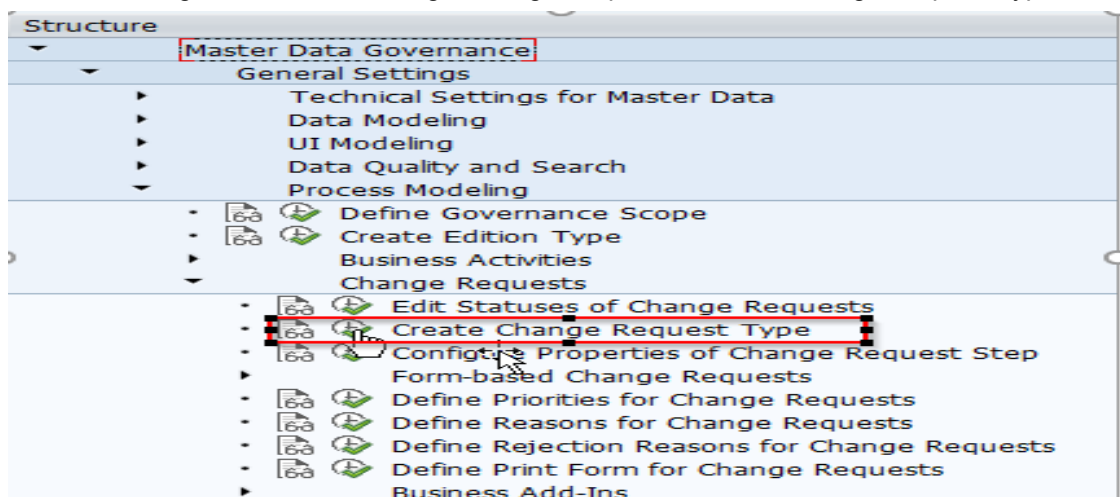 Structure
Master Data Governance
General Settings
Technical Settings for Master Data
Data Modeling
UI Modeling
Data Quality and Search
Process Modeling
Define Governance Scope
Create Edition Type
Business Activities
Change Requests
Edit Statuses of Change Requests
Create Change Request Type
Configure Properties of Change Request Step
Form-based Change Requests
Define Priorities for Change Requests
Define Reasons for Change Requests
Define Rejection Reasons for Change Requests
Define Print Form for Change Requests
Business Add-Ins